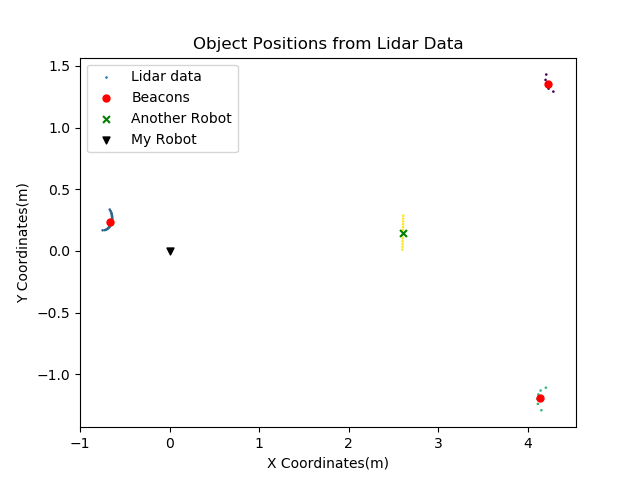 Object Positions from Lidar Data
Lidar data
Beacons
Another Robot
My Robot
1.5
1.0
0.5
0.0
−0.5
−1.0
Y Coordinates(m)
−1
0
1
2
3
4
X Coordinates(m)